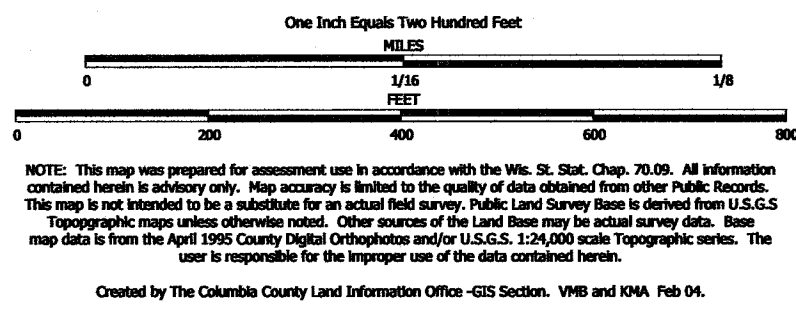 One Inch Equals Two Hundred Feet
MILES
0 1/16 1/8
FEET
0 200 400 600 800
NOTE: This map was prepared for assessment use in accordance with the Wis. St. Stat. Chap. 70.09. All information
contained herein is advisory only. Map accuracy is limited to the quality of data obtained from other Public Records.
This map is not intended to be a substitute for an actual field survey. Public Land Survey Base is derived from U.S.G.S
Topopgraphic maps unless otherwise noted. Other sources of the Land Base may be actual survey data. Base
map data is from the April 1995 County Digital Orthophotos and/or U.S.G.S. 1:24,000 scale Topographic series. The
user is responsible for the improper use of the data contained herein.
Created by The Columbia County Land Information Office -GIS Section. VMB and KMA Feb 04.